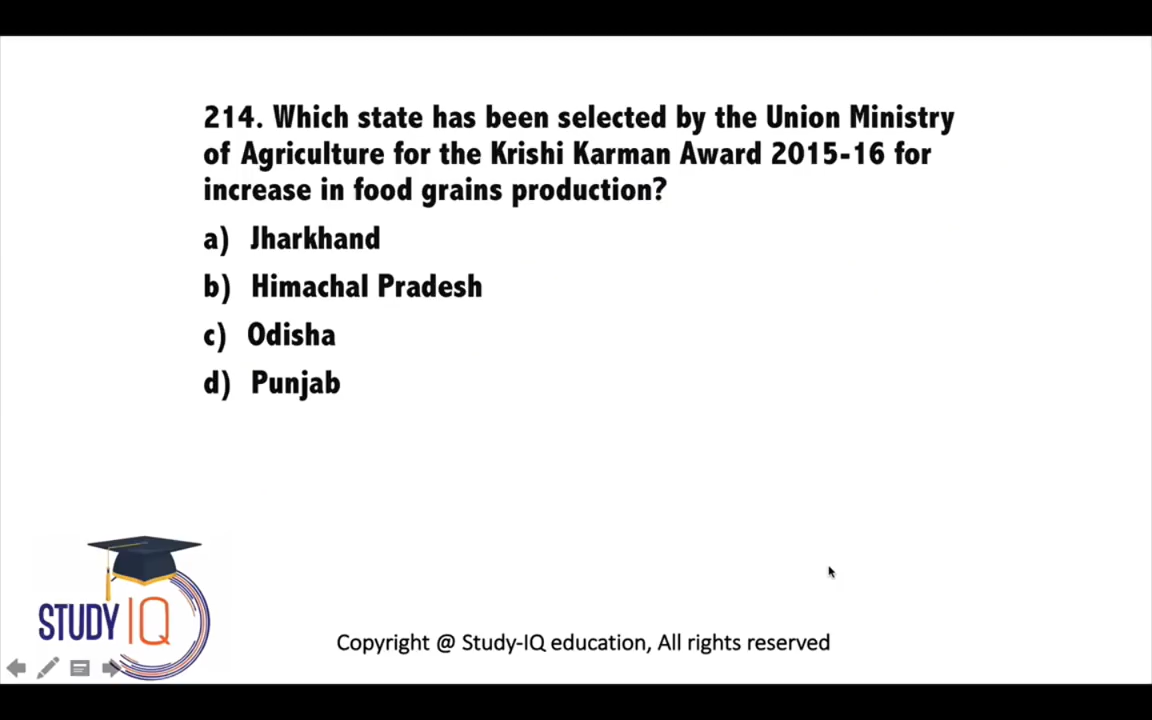 214. Which state has been selected by the Union Ministry
of Agriculture for the Krishi Karman Award 2015-16 for
increase in food grains production?
a) Jharkhand
b) Himachal Pradesh
c) Odisha
d) Punjab
STUDY IQ
Copyright @ Study-IQ education, All rights reserved